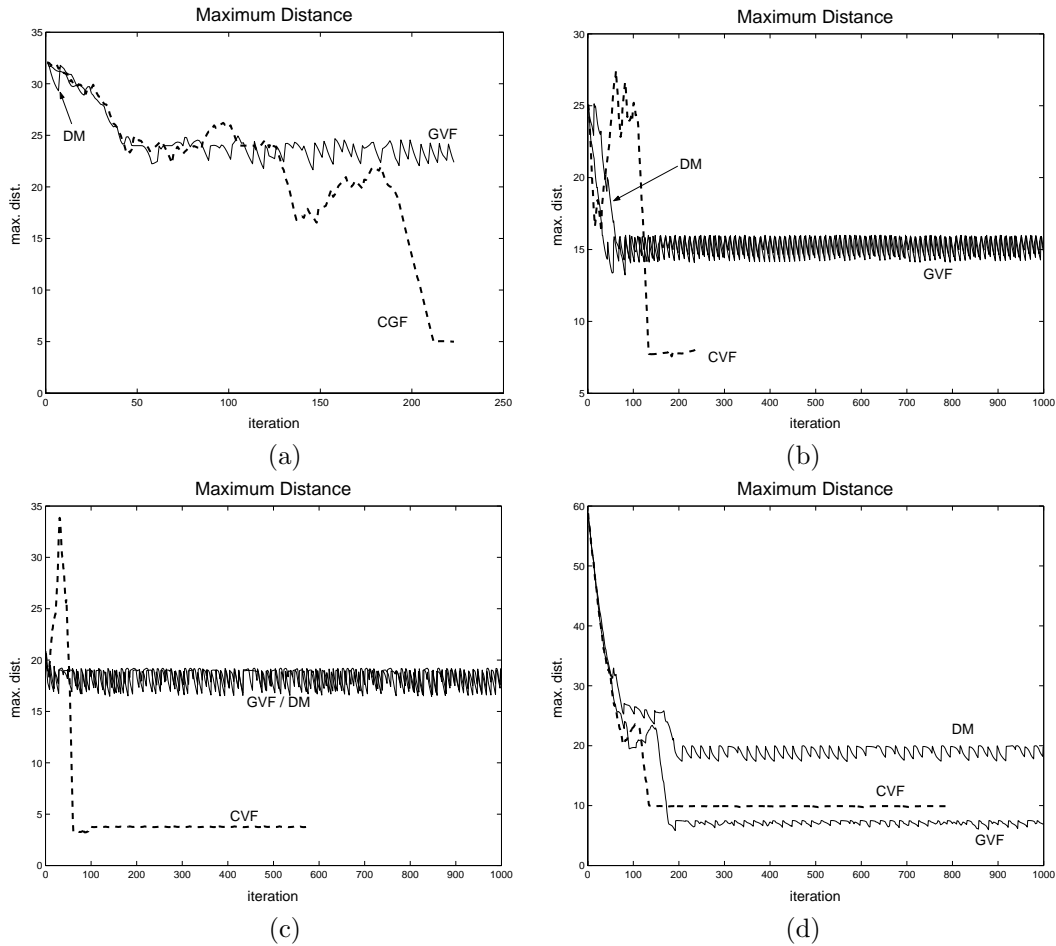 Maximum Distance
35
30
25
20
15
10
5
0
max. dist.
DM
GVF
CGF
0
50
100
150
200
250
iteration
(a)
Maximum Distance
30
25
20
15
10
5
max. dist.
DM
GVF
CVF
0
100
200
300
400
500
600
700
800
900
1000
iteration
(b)
Maximum Distance
35
30
25
20
15
10
5
0
max. dist.
GVF / DM
CVF
0
100
200
300
400
500
600
700
800
900
1000
iteration
(c)
Maximum Distance
60
50
40
30
20
10
0
max. dist.
DM
CVF
GVF
0
100
200
300
400
500
600
700
800
900
1000
iteration
(d)